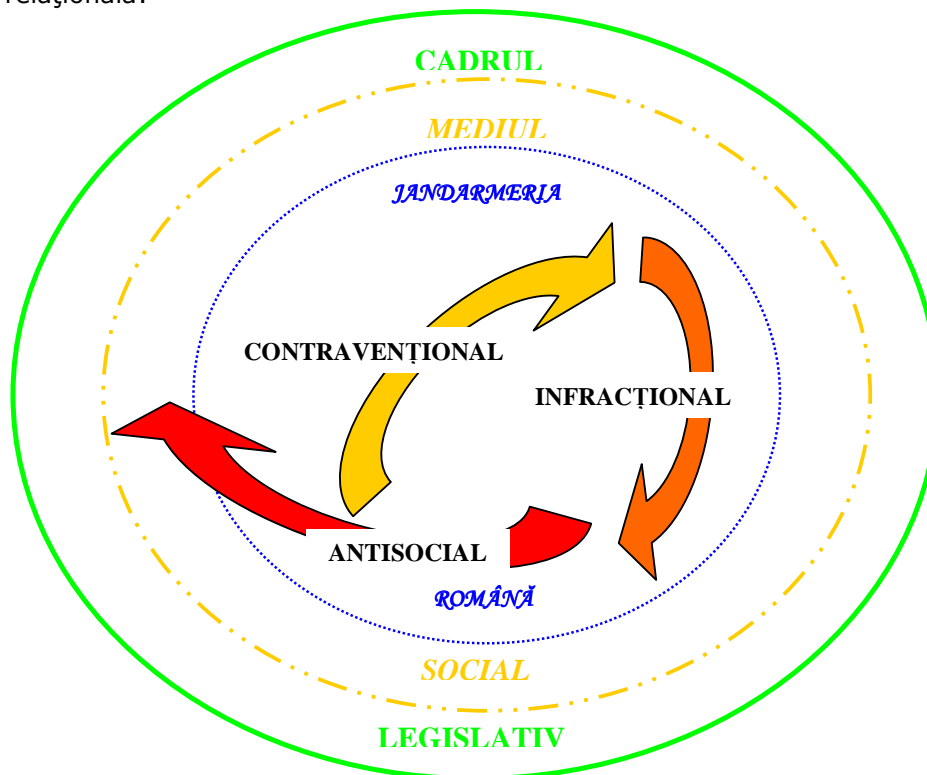 relaţională.
CADRUL
MEDIUL
JANDARMERIA
CONTRAVENȚIONAL
INFRACȚIONAL
ANTISOCIAL
ROMÂNĂ
SOCIAL
LEGISLATIV